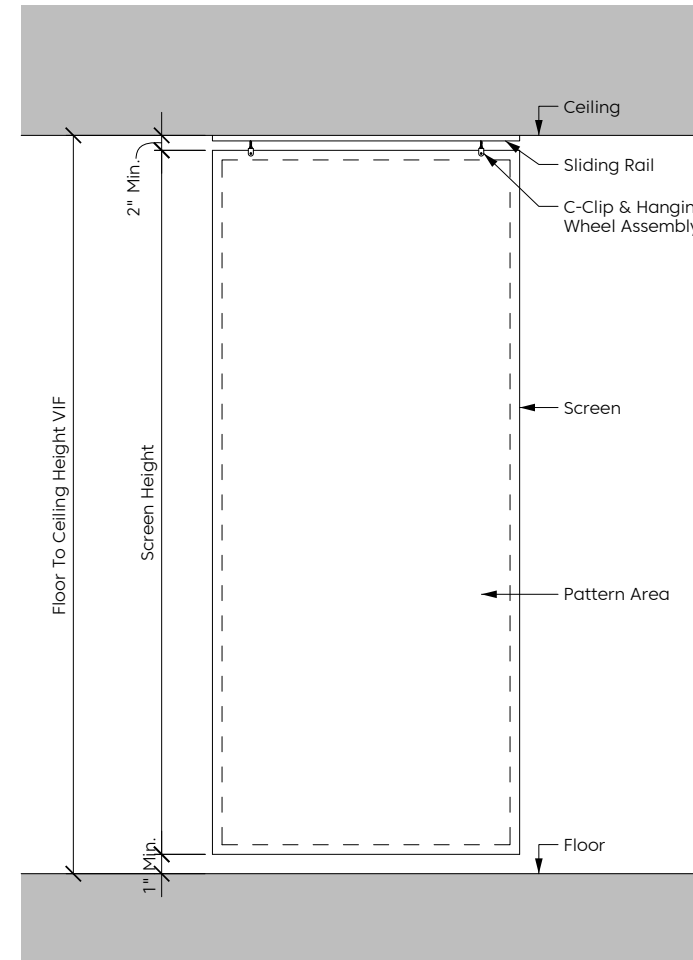 Ceiling
Sliding Rail
C-Clip & Hangin
Wheel Assembly
2" Min.
Screen
Floor To Ceiling Height VIF
Screen Height
Pattern Area
Floor
1" Min.